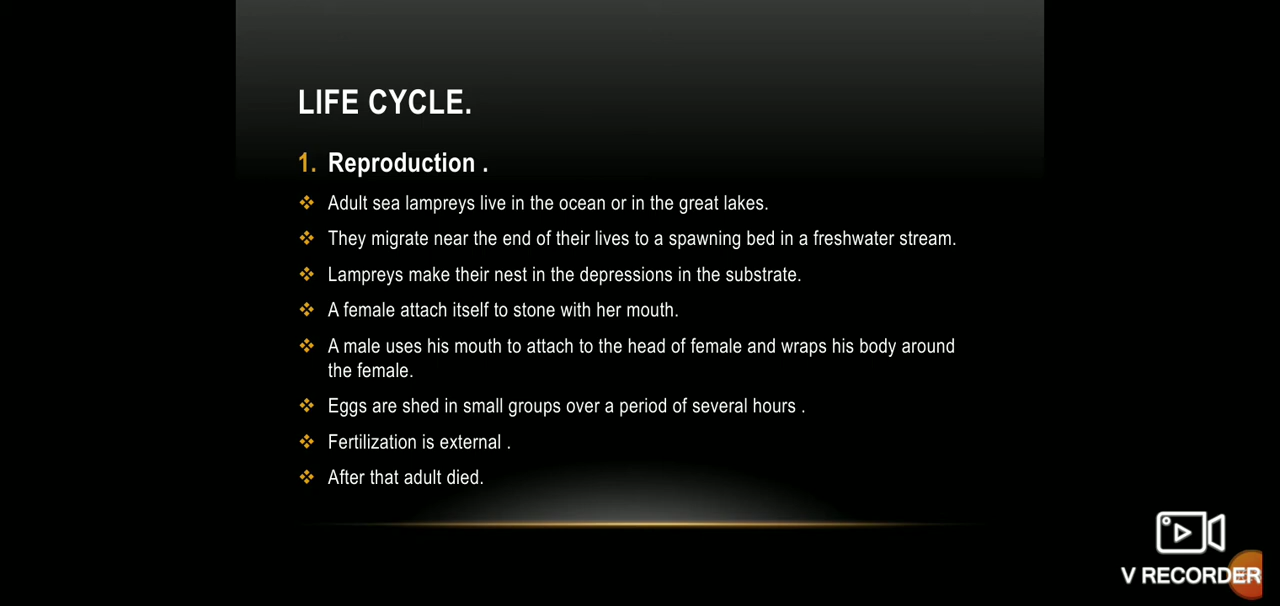 LIFE CYCLE.
1. Reproduction .
❖ Adult sea lampreys live in the ocean or in the great lakes.
❖ They migrate near the end of their lives to a spawning bed in a freshwater stream.
❖ Lampreys make their nest in the depressions in the substrate.
❖ A female attach itself to stone with her mouth.
❖ A male uses his mouth to attach to the head of female and wraps his body around
the female.
❖ Eggs are shed in small groups over a period of several hours .
❖ Fertilization is external .
❖ After that adult died.
V RECORDER